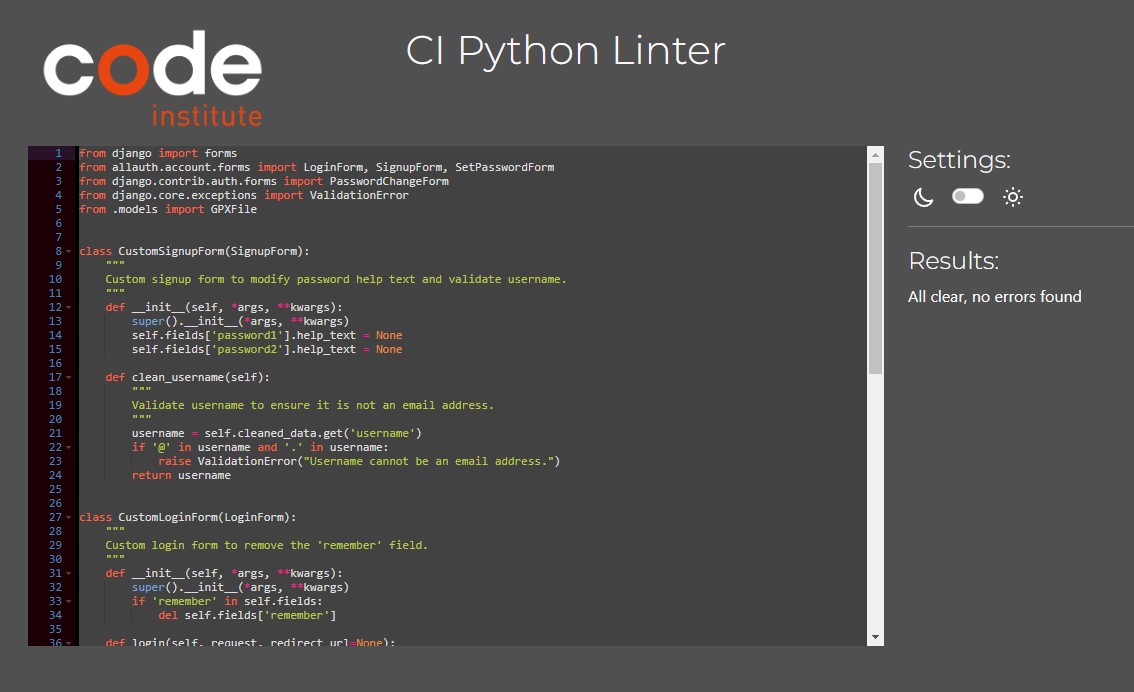 code
institute
CI Python Linter
1 from django import forms
2 from allauth.account.forms import LoginForm, SignupForm, SetPasswordForm
3 from django.contrib.auth.forms import PasswordChangeForm
4 from django.core.exceptions import ValidationError
5 from .models import GPXFile
6
7
8 class CustomSignupForm(SignupForm):
9     """
10     Custom signup form to modify password help text and validate username.
11     """
12     def __init__(self, *args, **kwargs):
13         super().__init__(*args, **kwargs)
14         self.fields['password1'].help_text = None
15         self.fields['password2'].help_text = None
16
17     def clean_username(self):
18         """
19         Validate username to ensure it is not an email address.
20         """
21         username = self.cleaned_data.get('username')
22         if '@' in username and '.' in username:
23             raise ValidationError("Username cannot be an email address.")
24         return username
25
26
27 class CustomLoginForm(LoginForm):
28     """
29     Custom login form to remove the 'remember' field.
30     """
31     def __init__(self, *args, **kwargs):
32         super().__init__(*args, **kwargs)
33         if 'remember' in self.fields:
34             del self.fields['remember']
35
36     def login(self, request, redirect_url=None):
Settings:
Results:
All clear, no errors found